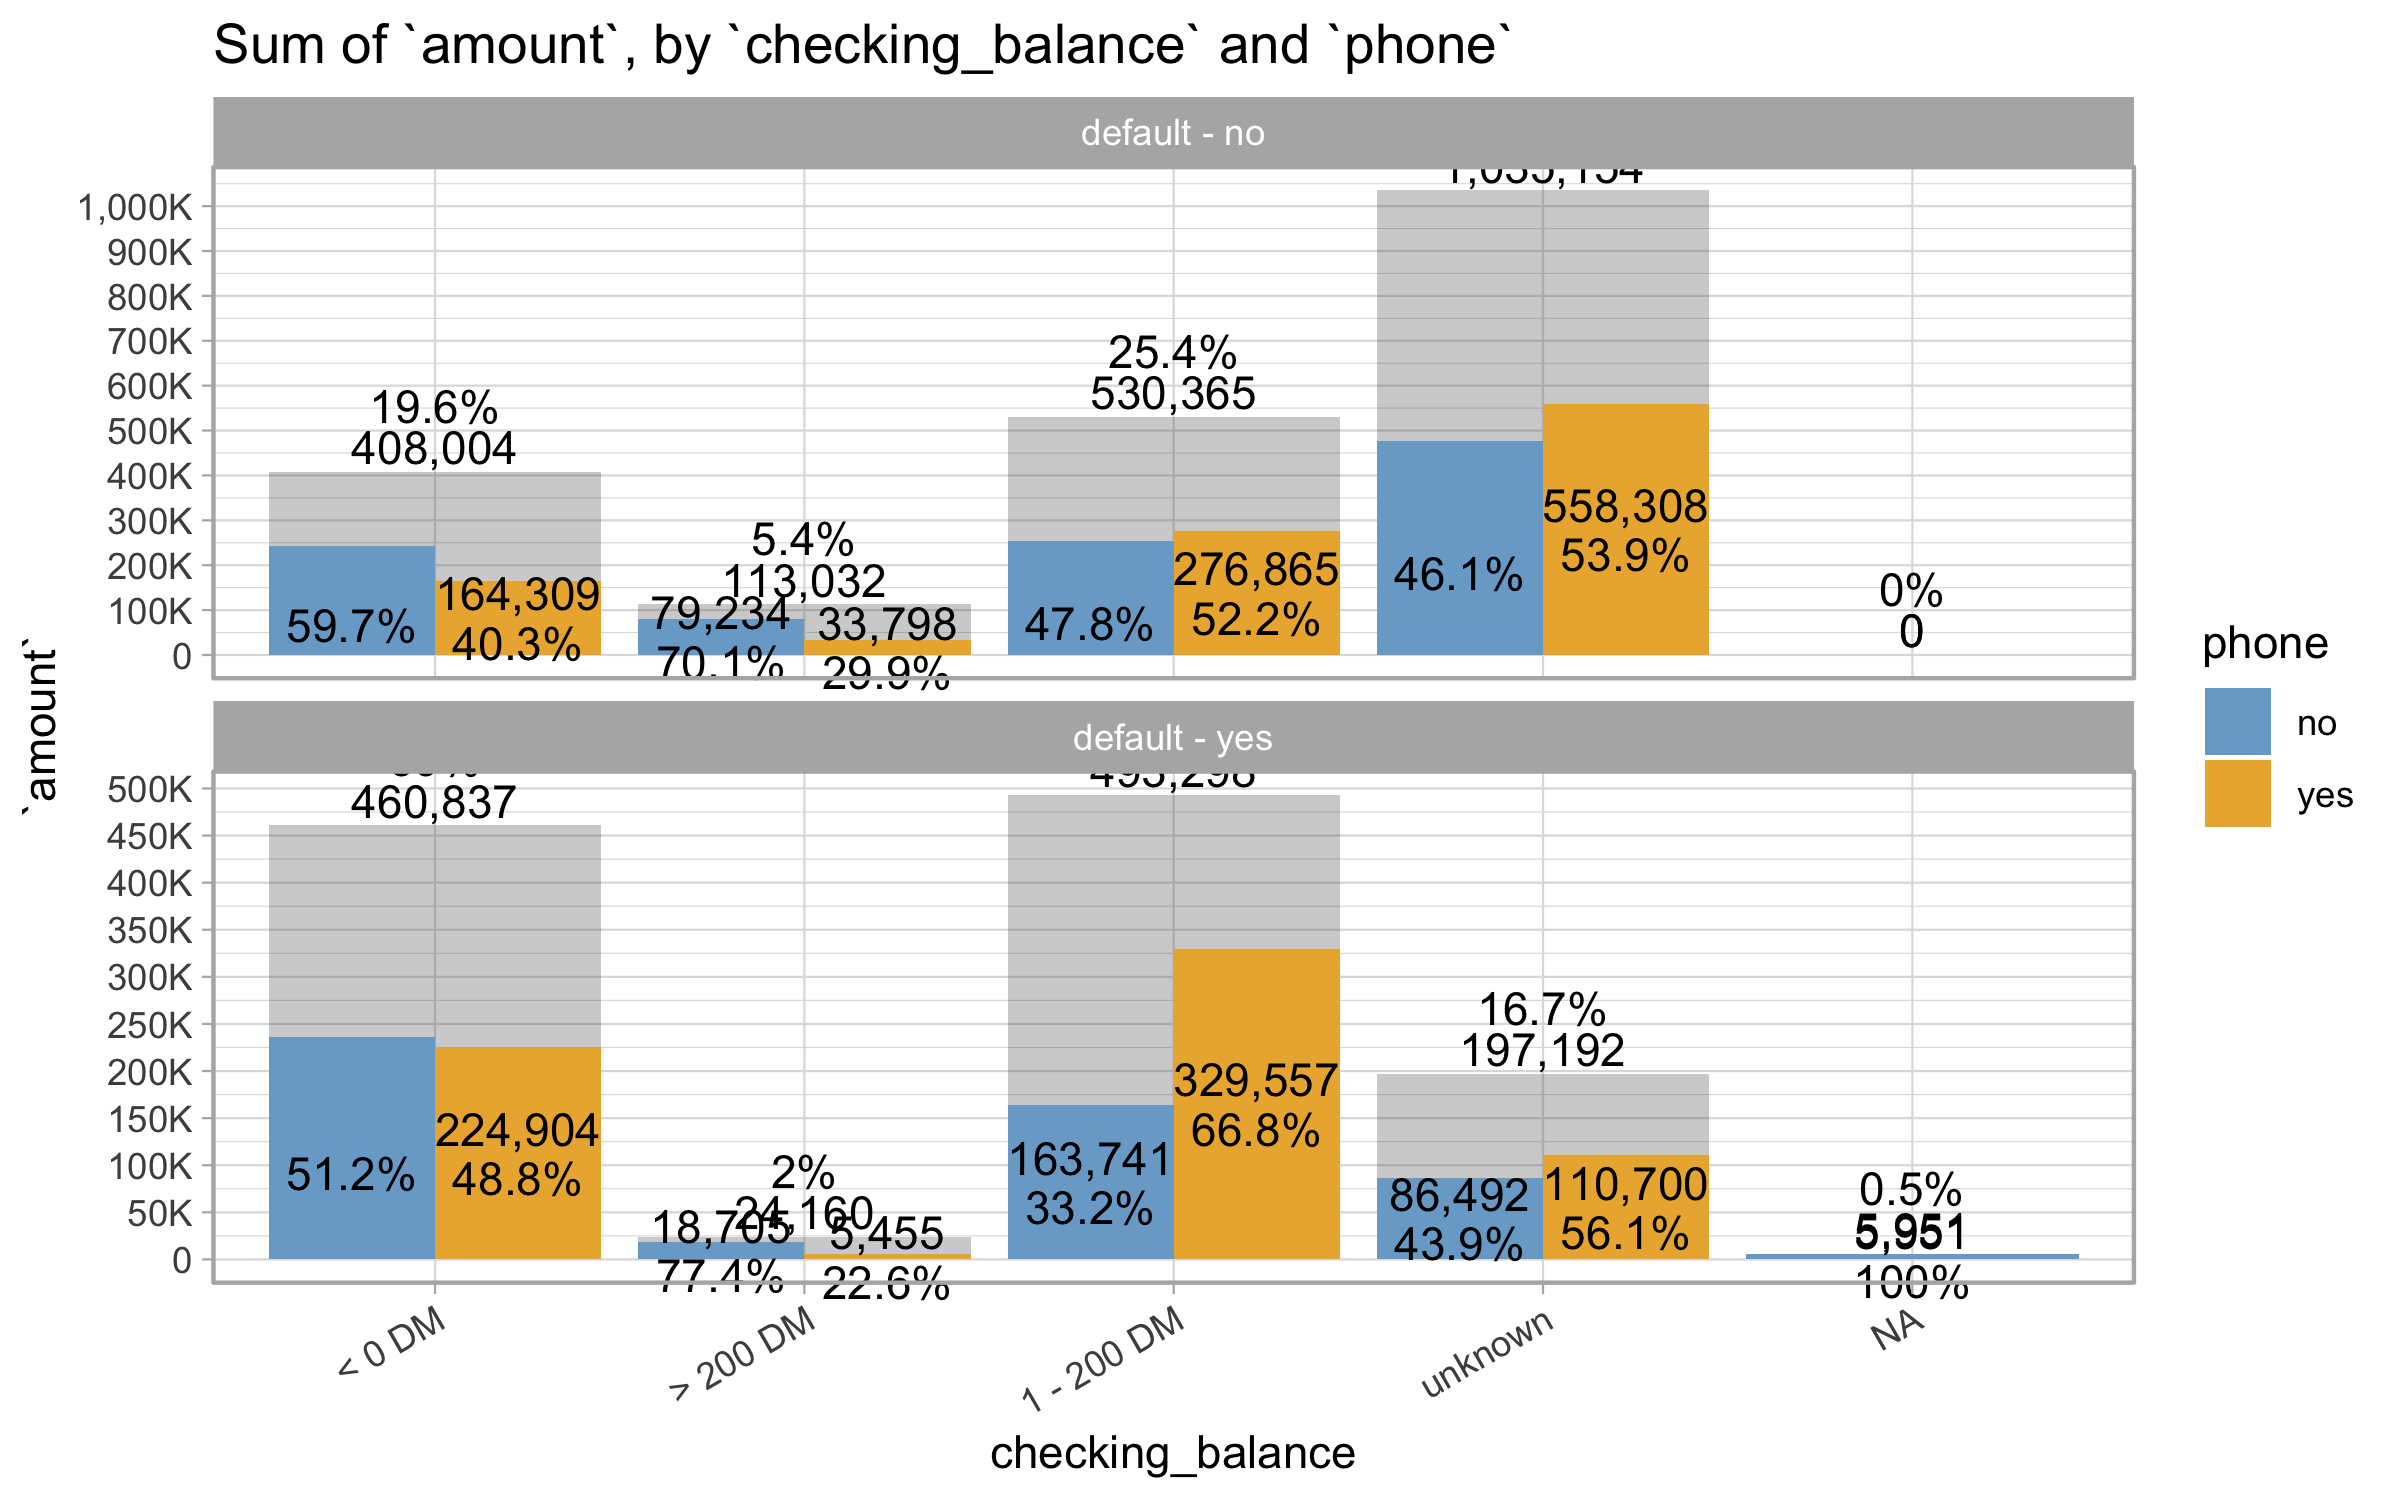 Sum of `amount`, by `checking_balance` and `phone`
default - no
1,000K
900K
800K
700K
600K
500K
400K
300K
200K
100K
0
19.6%
408,004
59.7%
164,309
40.3%
5.4%
113,032
79,234
70.1%
33,798
29.9%
25.4%
530,365
47.8%
276,865
52.2%
46.1%
558,308
53.9%
0%
0
default - yes
500K
450K
400K
350K
300K
250K
200K
150K
100K
50K
0
460,837
51.2%
224,904
48.8%
2%
24,160
18,705
77.4%
5,455
22.6%
493,298
163,741
33.2%
329,557
66.8%
16.7%
197,192
86,492
43.9%
110,700
56.1%
0.5%
5,951
100%
< 0 DM
> 200 DM
1 - 200 DM
unknown
NA
checking_balance
`amount`
phone
no
yes